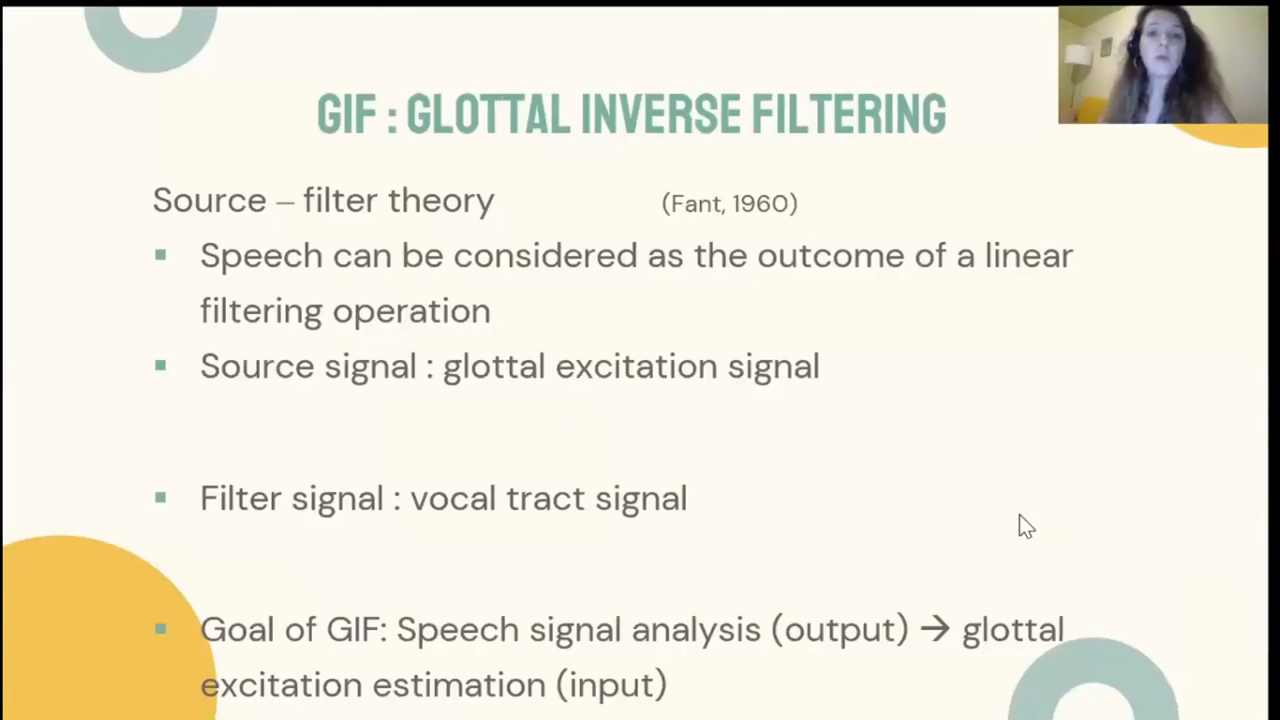 GIF : GLOTTAL INVERSE FILTERING
Source – filter theory (Fant, 1960)
▪ Speech can be considered as the outcome of a linear
filtering operation
▪ Source signal : glottal excitation signal
▪ Filter signal : vocal tract signal
▪ Goal of GIF: Speech signal analysis (output) → glottal
excitation estimation (input)